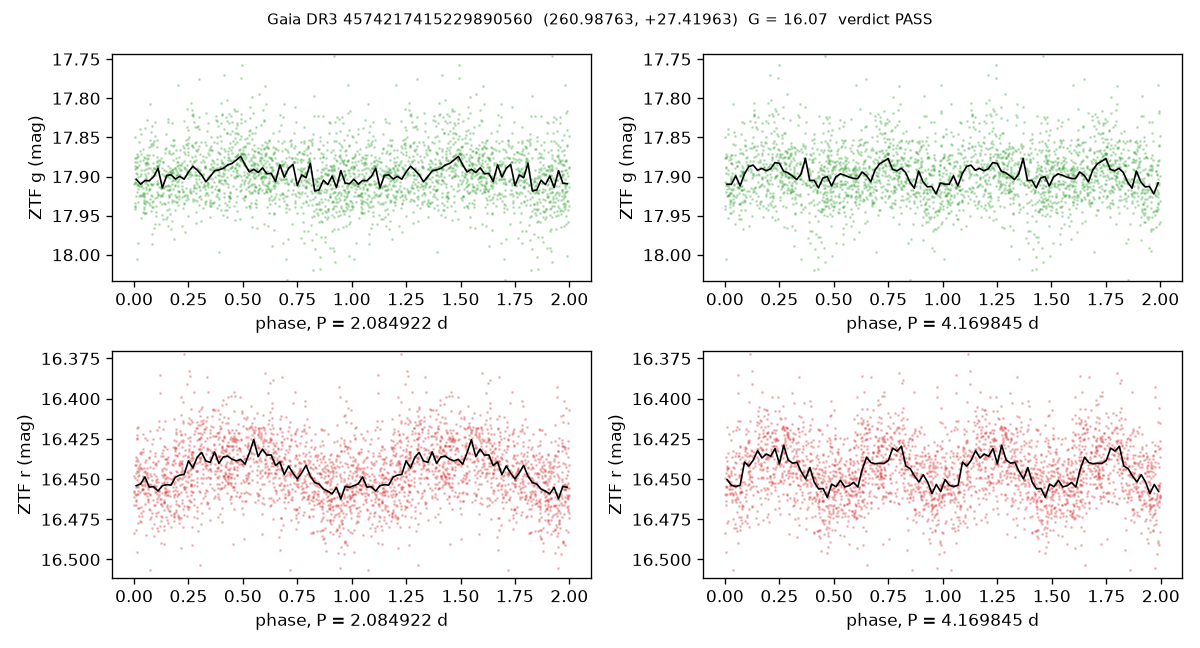 Gaia DR3 4574217415229890560  (260.98763, +27.41963)  G = 16.07  verdict PASS
ZTF g (mag)
17.75
17.80
17.85
17.90
17.95
18.00
0.00 0.25 0.50 0.75 1.00 1.25 1.50 1.75 2.00
phase, P = 2.084922 d
ZTF g (mag)
17.75
17.80
17.85
17.90
17.95
18.00
0.00 0.25 0.50 0.75 1.00 1.25 1.50 1.75 2.00
phase, P = 4.169845 d
ZTF r (mag)
16.375
16.400
16.425
16.450
16.475
16.500
0.00 0.25 0.50 0.75 1.00 1.25 1.50 1.75 2.00
phase, P = 2.084922 d
ZTF r (mag)
16.375
16.400
16.425
16.450
16.475
16.500
0.00 0.25 0.50 0.75 1.00 1.25 1.50 1.75 2.00
phase, P = 4.169845 d